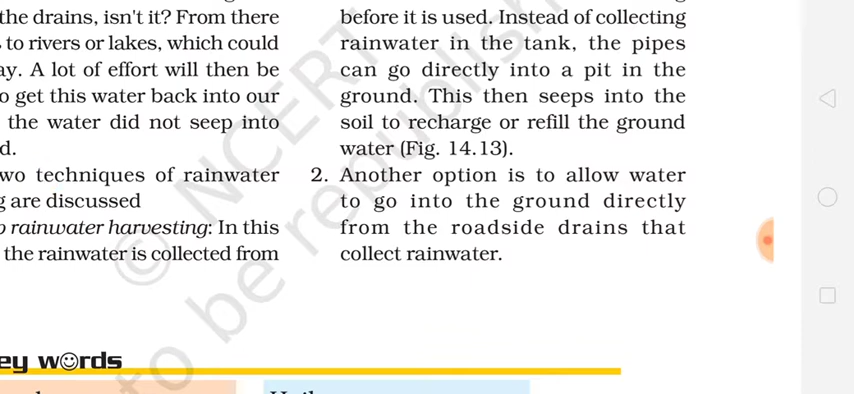 the drains, isn't it? From there
to rivers or lakes, which could
A lot of effort will then be
get this water back into our
the water did not seep into
techniques of rainwater
are discussed
rainwater harvesting: In this
the rainwater is collected from
before it is used. Instead of collecting
rainwater in the tank, the pipes
can go directly into a pit in the
ground. This then seeps into the
soil to recharge or refill the ground
water (Fig. 14.13).
2. Another option is to allow water
to go into the ground directly
from the roadside drains that
collect rainwater.
words
© NCERT
to be republish